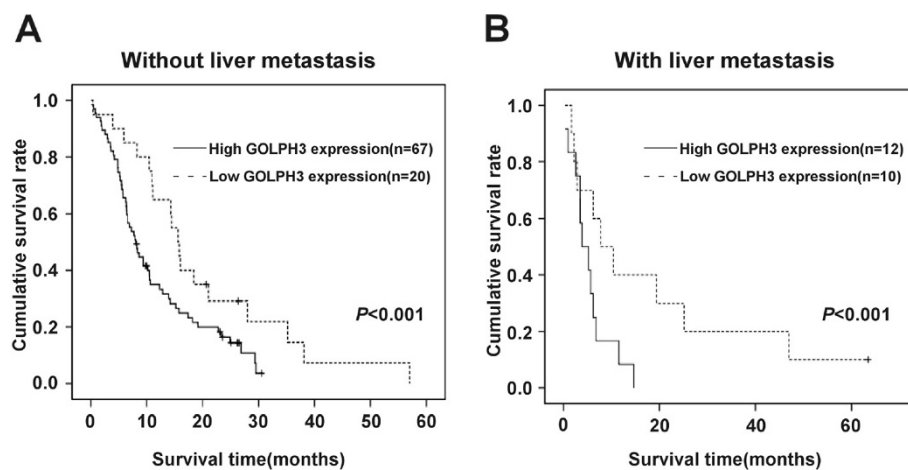 A
Without liver metastasis
High GOLPH3 expression(n=67)
Low GOLPH3 expression(n=20)
P<0.001
Cumulative survival rate
1.0
0.8
0.6
0.4
0.2
0.0
0 10 20 30 40 50 60
Survival time(months)
B
With liver metastasis
High GOLPH3 expression(n=12)
Low GOLPH3 expression(n=10)
P<0.001
Cumulative survival rate
1.0
0.8
0.6
0.4
0.2
0.0
0 20 40 60
Survival time(months)